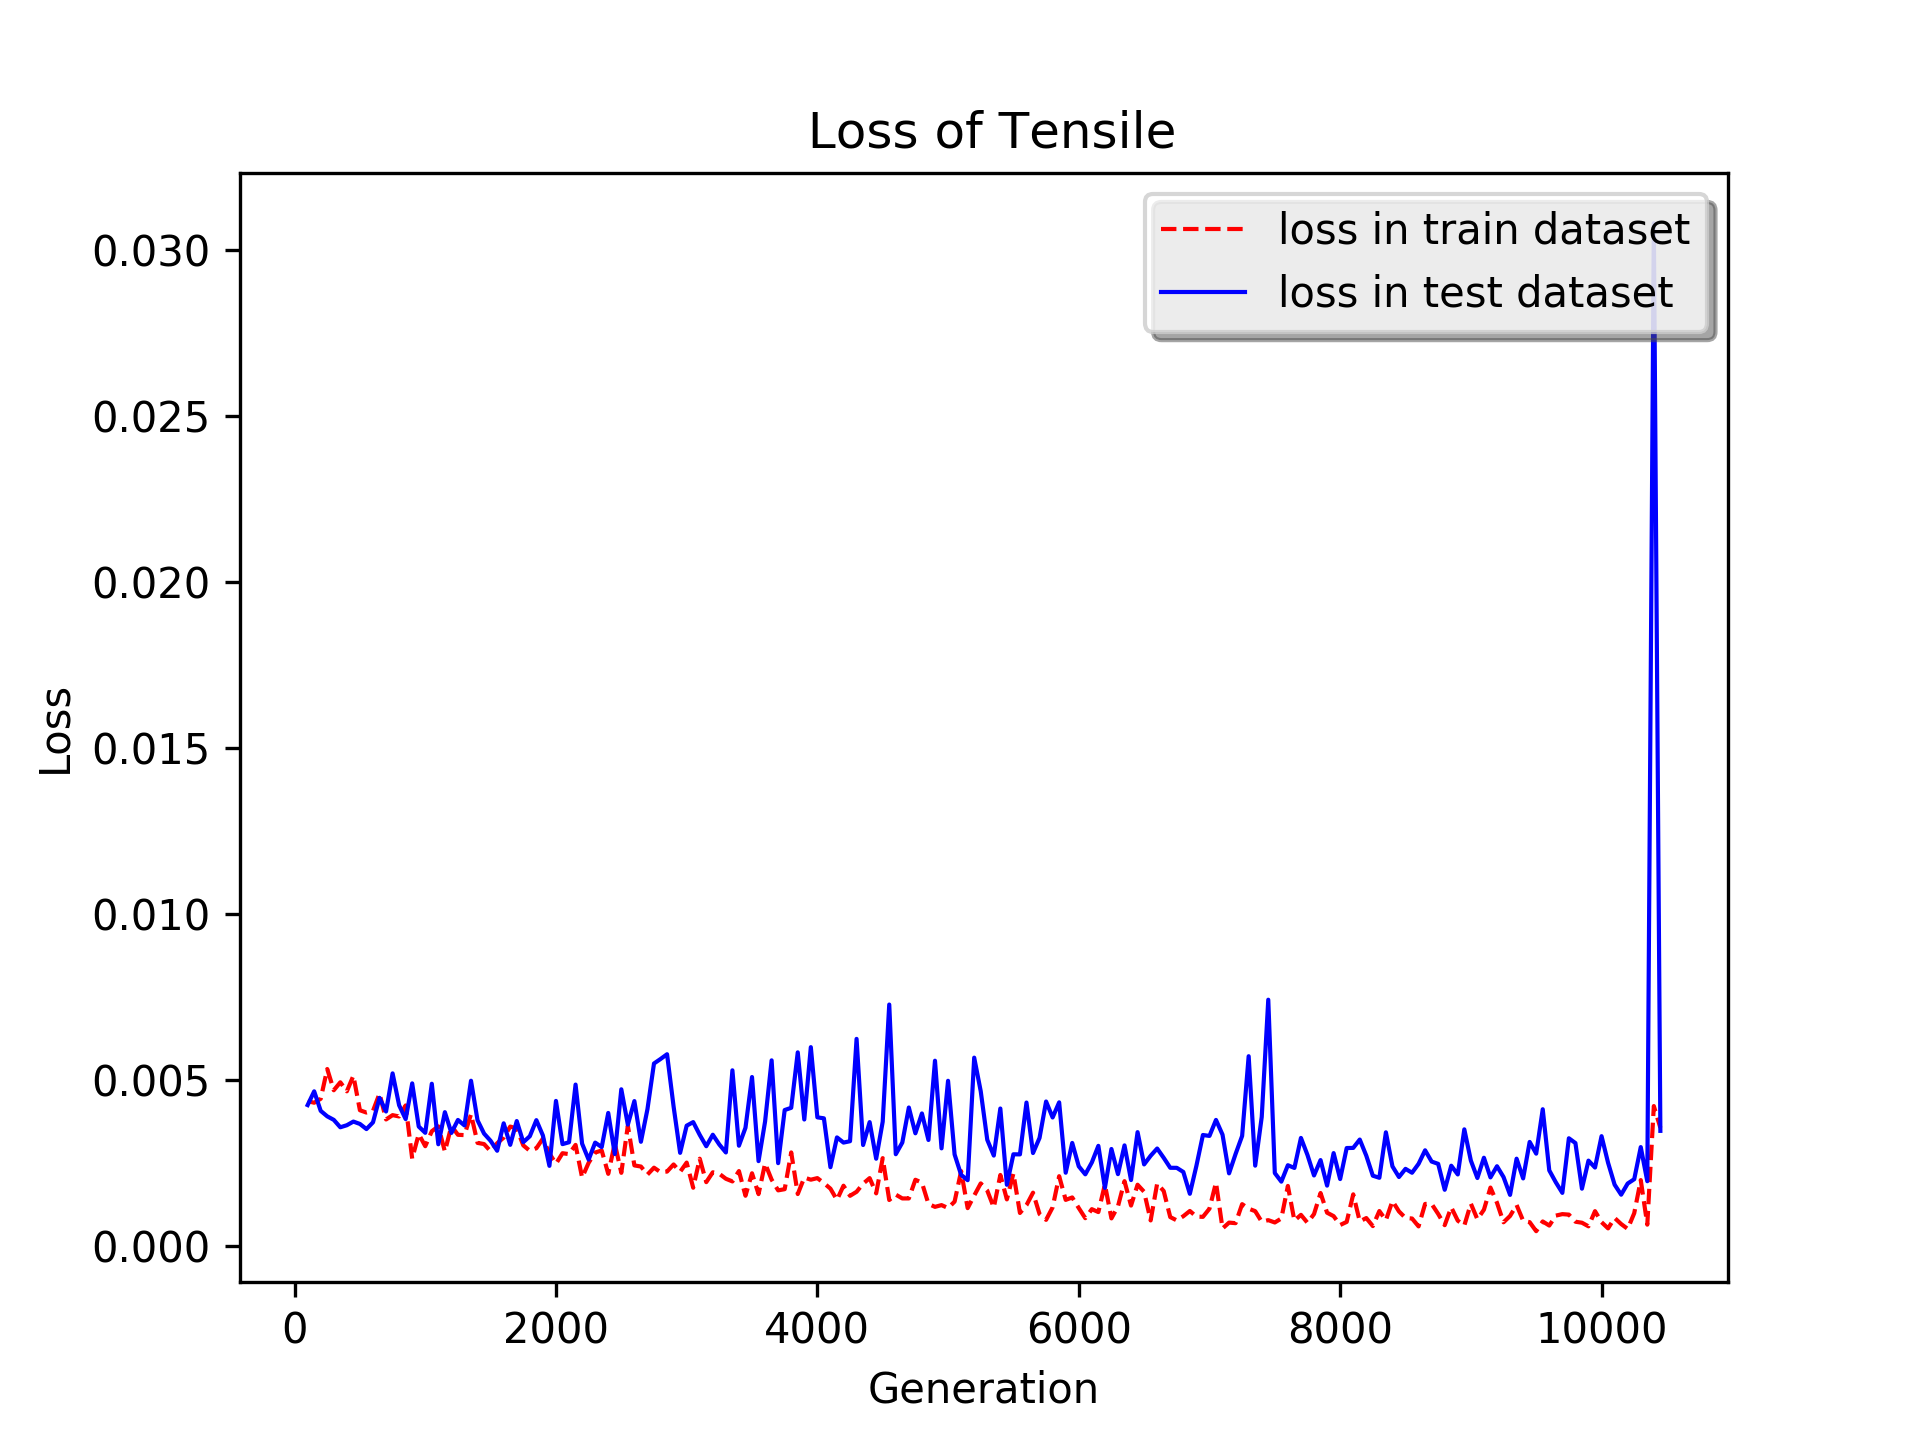 Loss of Tensile
loss in train dataset
loss in test dataset
0.030
0.025
0.020
0.015
0.010
0.005
0.000
Loss
0 2000 4000 6000 8000 10000
Generation